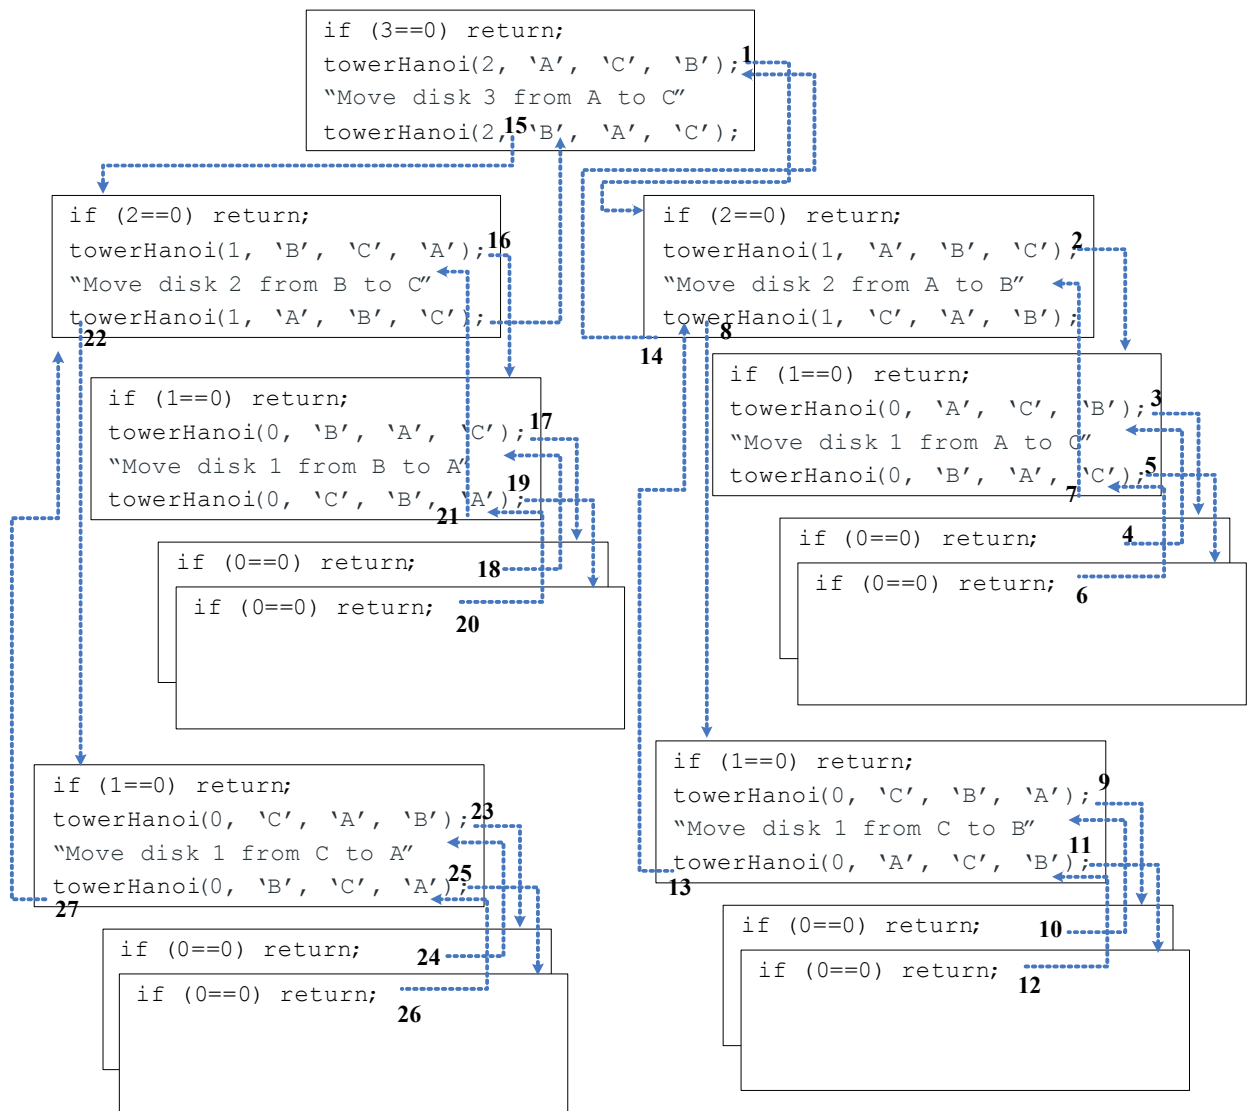 if (3==0) return;
towerHanoi(2, ‘A’, ‘C’, ‘B’); 1
“Move disk 3 from A to C”
towerHanoi(2, ‘B’, ‘A’, ‘C’);
15
if (2==0) return;
towerHanoi(1, ‘B’, ‘C’, ‘A’); 16
“Move disk 2 from B to C”
towerHanoi(1, ‘A’, ‘B’, ‘C’);
22
if (2==0) return;
towerHanoi(1, ‘A’, ‘B’, ‘C’); 2
“Move disk 2 from A to B”
towerHanoi(1, ‘C’, ‘A’, ‘B’);
8
14
if (1==0) return;
towerHanoi(0, ‘B’, ‘A’, ‘C’); 17
“Move disk 1 from B to A”
towerHanoi(0, ‘C’, ‘B’, ‘A’); 19
21
if (0==0) return; 18
if (0==0) return; 20
if (1==0) return;
towerHanoi(0, ‘A’, ‘C’, ‘B’); 3
“Move disk 1 from A to C”
towerHanoi(0, ‘B’, ‘A’, ‘C’); 5
7
if (0==0) return; 4
if (0==0) return; 6
if (1==0) return;
towerHanoi(0, ‘C’, ‘A’, ‘B’); 23
“Move disk 1 from C to A”
towerHanoi(0, ‘B’, ‘C’, ‘A’); 25
27
if (0==0) return; 24
if (0==0) return; 26
if (1==0) return;
towerHanoi(0, ‘C’, ‘B’, ‘A’); 9
“Move disk 1 from C to B”
towerHanoi(0, ‘A’, ‘C’, ‘B’); 11
13
if (0==0) return; 10
if (0==0) return; 12